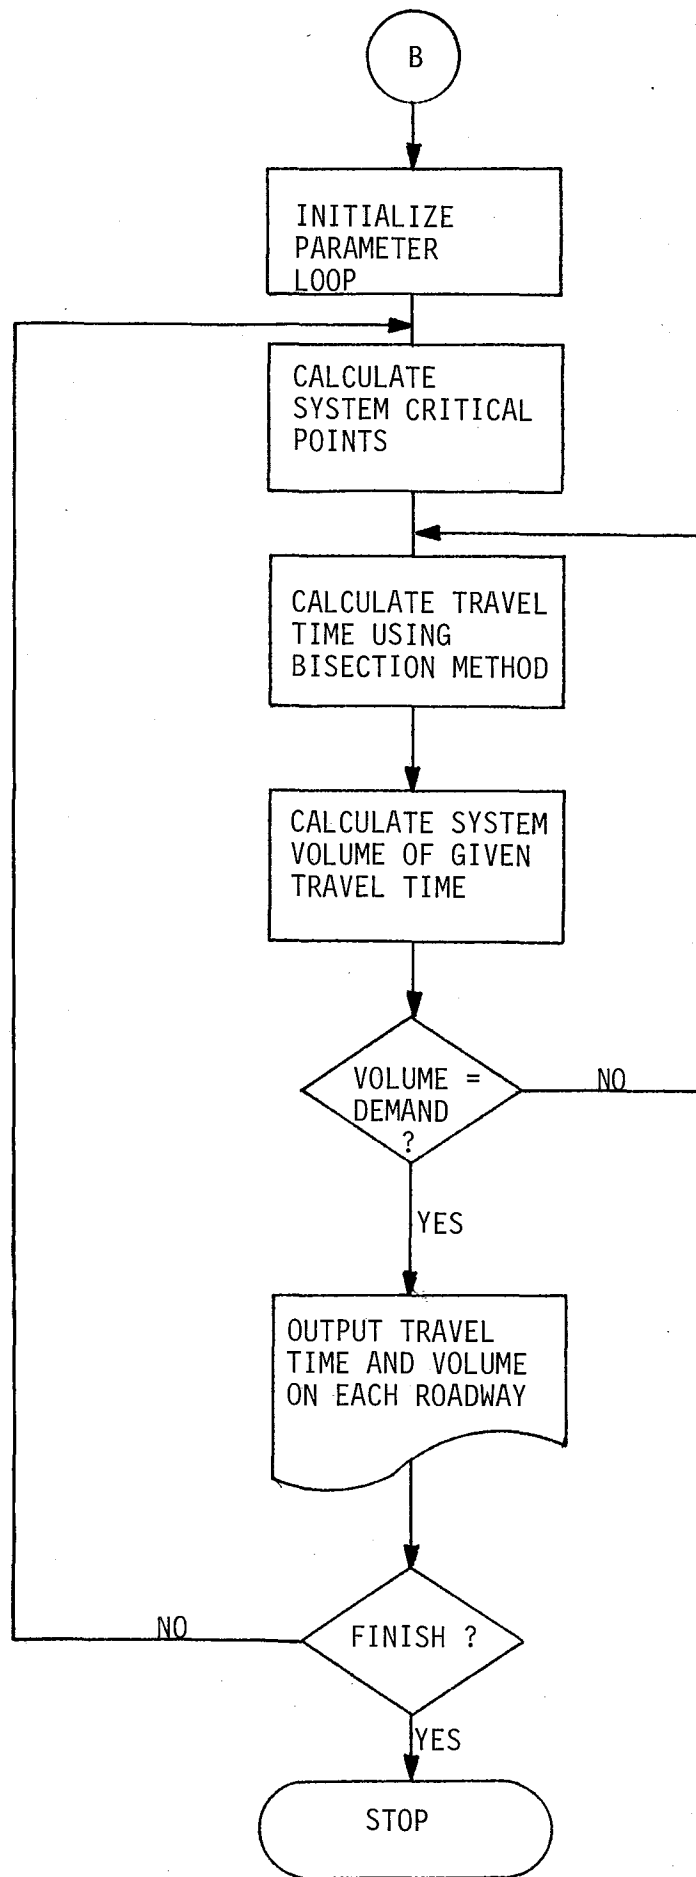 B
INITIALIZE
PARAMETER
LOOP
CALCULATE
SYSTEM CRITICAL
POINTS
CALCULATE TRAVEL
TIME USING
BISECTION METHOD
CALCULATE SYSTEM
VOLUME OF GIVEN
TRAVEL TIME
VOLUME =
DEMAND
?
NO
YES
OUTPUT TRAVEL
TIME AND VOLUME
ON EACH ROADWAY
FINISH ?
NO
YES
STOP